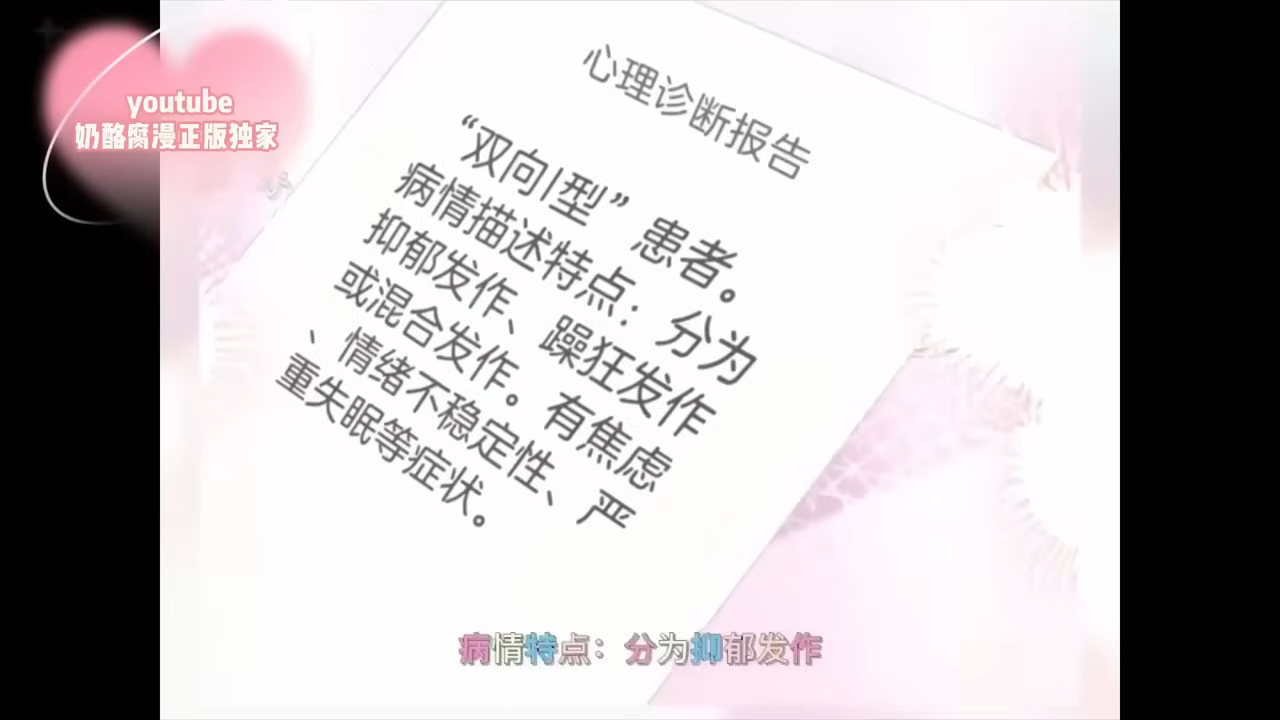 youtube
奶酪腐漫正版独家
心理诊断报告
“双向I型”患者。
病情描述特点：分为
抑郁发作、躁狂发作
或混合发作。有焦虑
、情绪不稳定性、严
重失眠等症状。
病情特点：分为抑郁发作